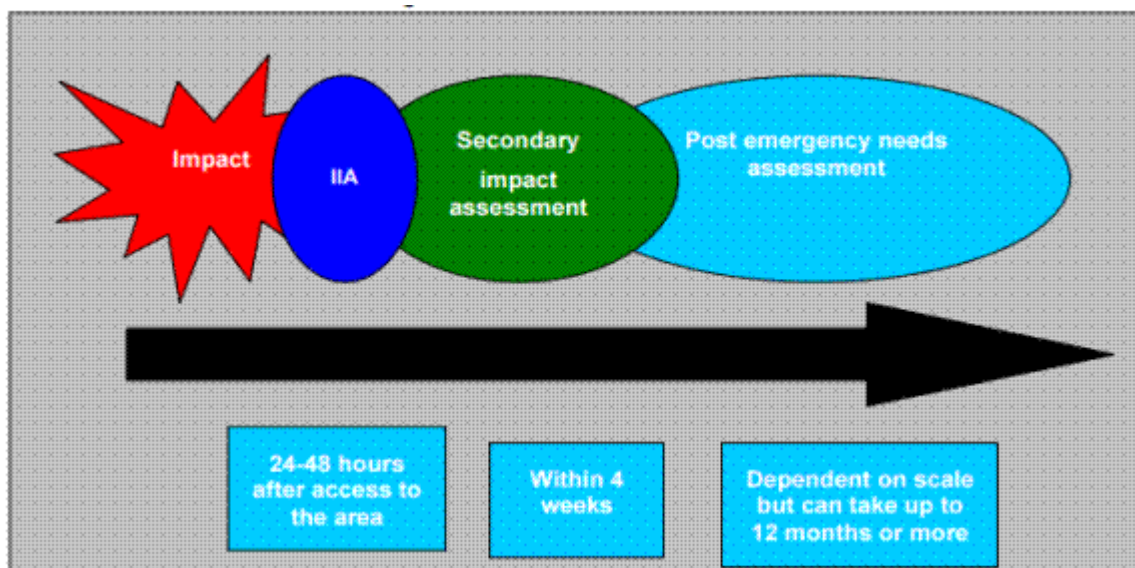 Impact
IIA
Secondary
impact
assessment
Post emergency needs
assessment
24-48 hours
after access to
the area
Within 4
weeks
Dependent on scale
but can take up to
12 months or more